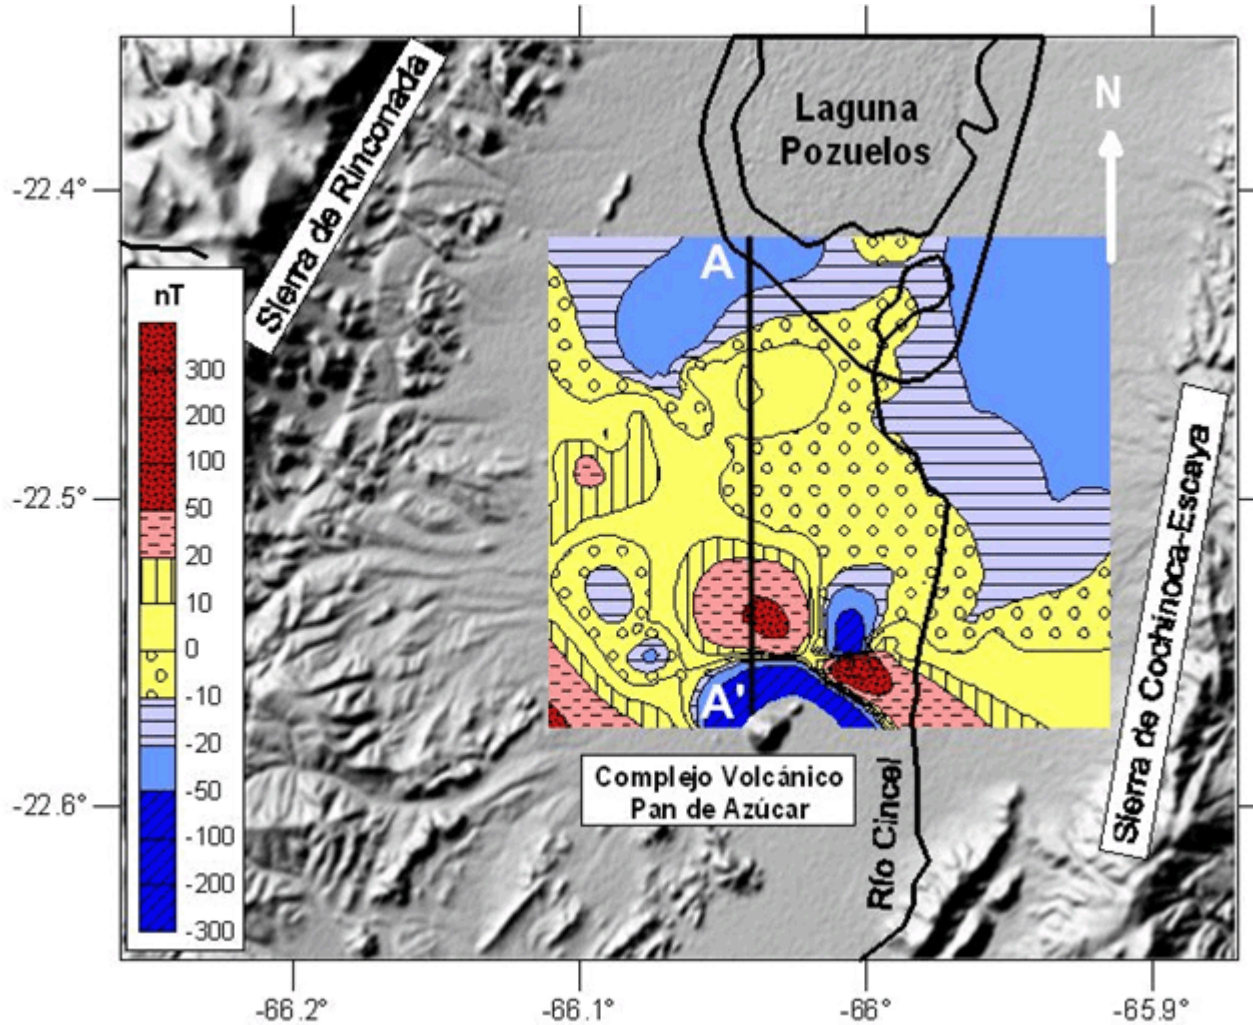 Laguna
Pozuelos
N
Sierra de Rinconada
-22.4°
A
nT
300
200
100
50
20
10
0
-10
-20
-50
-100
-200
-300
-22.5°
Sierra de Cochinoca-Escaya
A'
Complejo Volcánico
Pan de Azúcar
-22.6°
Río Cincel
-66.2°
-66.1°
-66°
-65.9°